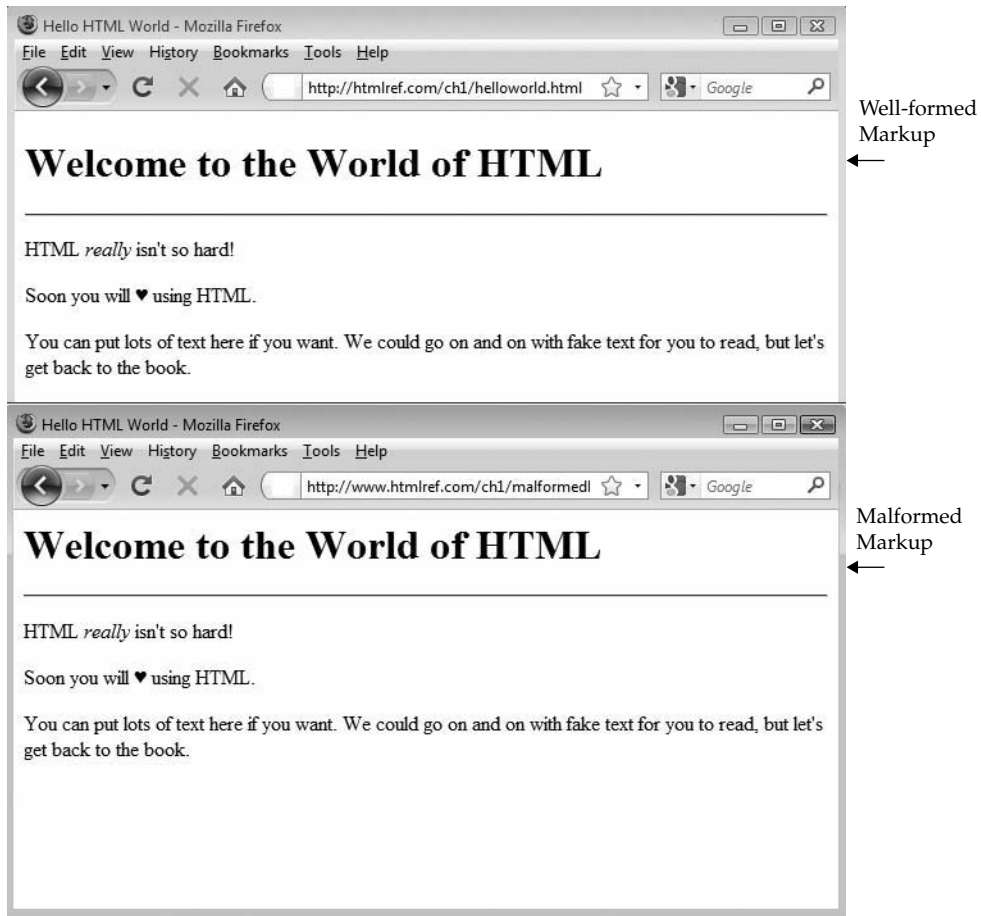 Hello HTML World - Mozilla Firefox
File Edit View History Bookmarks Tools Help
http://htmlref.com/ch1/helloworld.html Google
Well-formed
Markup
Welcome to the World of HTML
HTML really isn't so hard!
Soon you will ♥ using HTML.
You can put lots of text here if you want. We could go on and on with fake text for you to read, but let's
get back to the book.
Hello HTML World - Mozilla Firefox
File Edit View History Bookmarks Tools Help
http://www.htmlref.com/ch1/malformedl Google
Malformed
Markup
Welcome to the World of HTML
HTML really isn't so hard!
Soon you will ♥ using HTML.
You can put lots of text here if you want. We could go on and on with fake text for you to read, but let's
get back to the book.